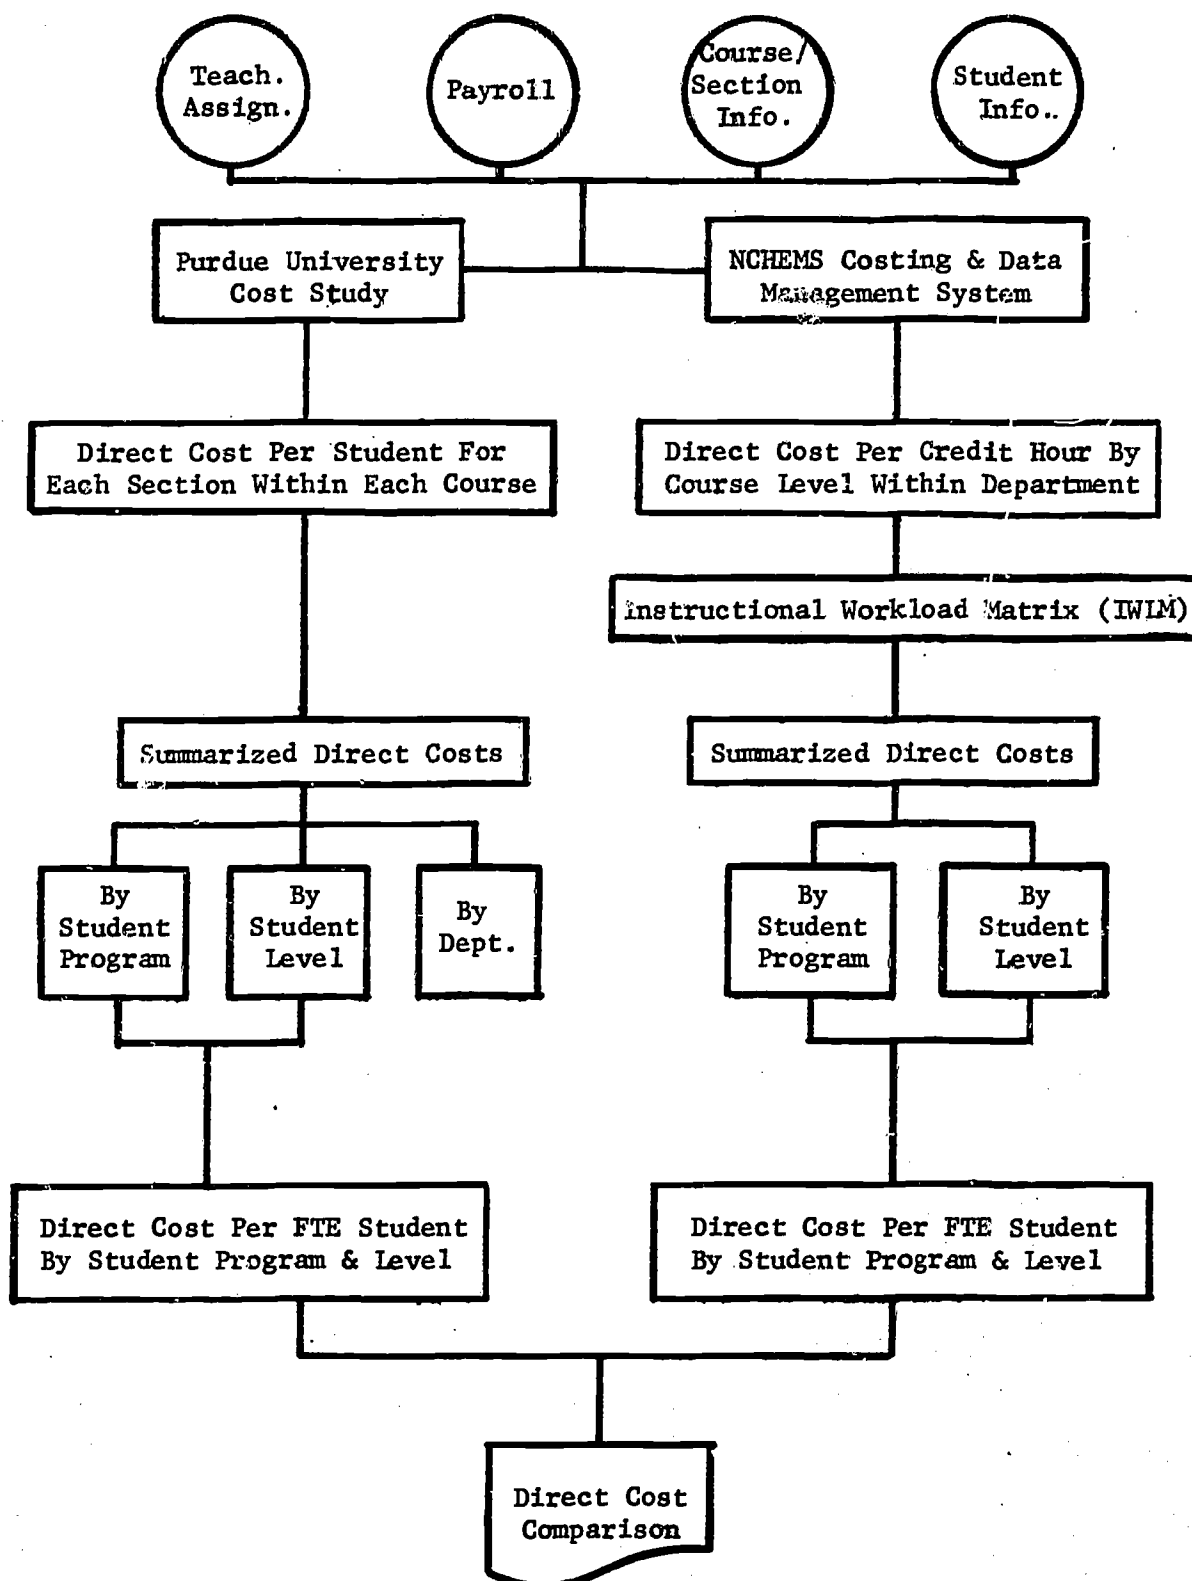 Teach.
Assign.
Payroll
Course/
Section
Info.
Student
Info..
Purdue University
Cost Study
NCHEMS Costing & Data
Management System
Direct Cost Per Student For
Each Section Within Each Course
Direct Cost Per Credit Hour By
Course Level Within Department
Instructional Workload Matrix (IWLM)
Summarized Direct Costs
Summarized Direct Costs
By
Student
Program
By
Student
Level
By
Dept.
By
Student
Program
By
Student
Level
Direct Cost Per FTE Student
By Student Program & Level
Direct Cost Per FTE Student
By Student Program & Level
Direct Cost
Comparison